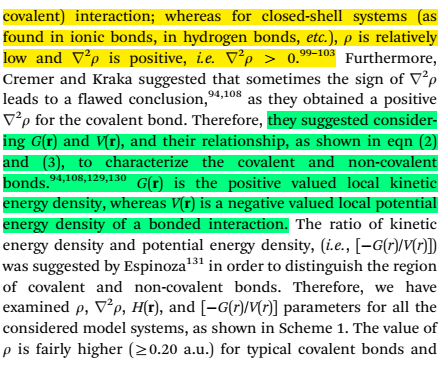 covalent) interaction; whereas for closed-shell systems (as
found in ionic bonds, in hydrogen bonds, etc.), ρ is relatively
low and ∇²ρ is positive, i.e. ∇²ρ > 0.⁹⁹⁻¹⁰³ Furthermore,
Cremer and Kraka suggested that sometimes the sign of ∇²ρ
leads to a flawed conclusion,⁹⁴,¹⁰⁸ as they obtained a positive
∇²ρ for the covalent bond. Therefore, they suggested consider-
ing G(r) and V(r), and their relationship, as shown in eqn (2)
and (3), to characterize the covalent and non-covalent
bonds.⁹⁴,¹⁰⁸,¹²⁹,¹³⁰ G(r) is the positive valued local kinetic
energy density, whereas V(r) is a negative valued local potential
energy density of a bonded interaction. The ratio of kinetic
energy density and potential energy density, (i.e., [−G(r)/V(r)])
was suggested by Espinoza¹³¹ in order to distinguish the region
of covalent and non-covalent bonds. Therefore, we have
examined ρ, ∇²ρ, H(r), and [−G(r)/V(r)] parameters for all the
considered model systems, as shown in Scheme 1. The value of
ρ is fairly higher (≥0.20 a.u.) for typical covalent bonds and